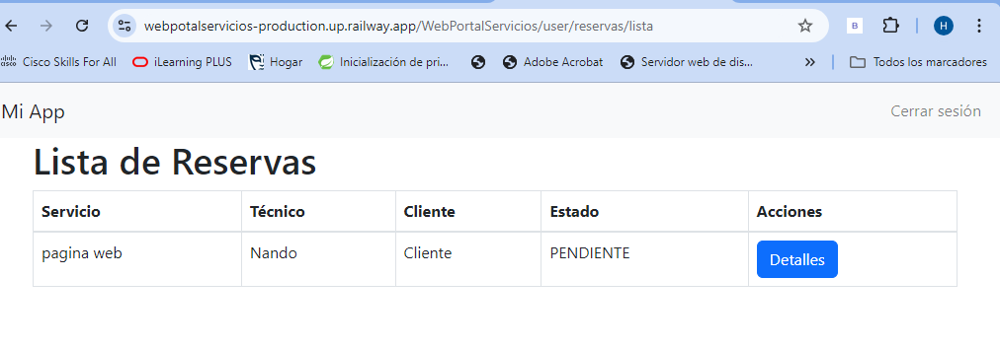 webpotalservicios-production.up.railway.app/WebPortalServicios/user/reservas/lista
B
H
cisco Cisco Skills For All iLearning PLUS Hogar Inicialización de pri... Adobe Acrobat Servidor web de dis... » Todos los marcadores
Mi App Cerrar sesión
Lista de Reservas
Servicio Técnico Cliente Estado Acciones
pagina web Nando Cliente PENDIENTE Detalles